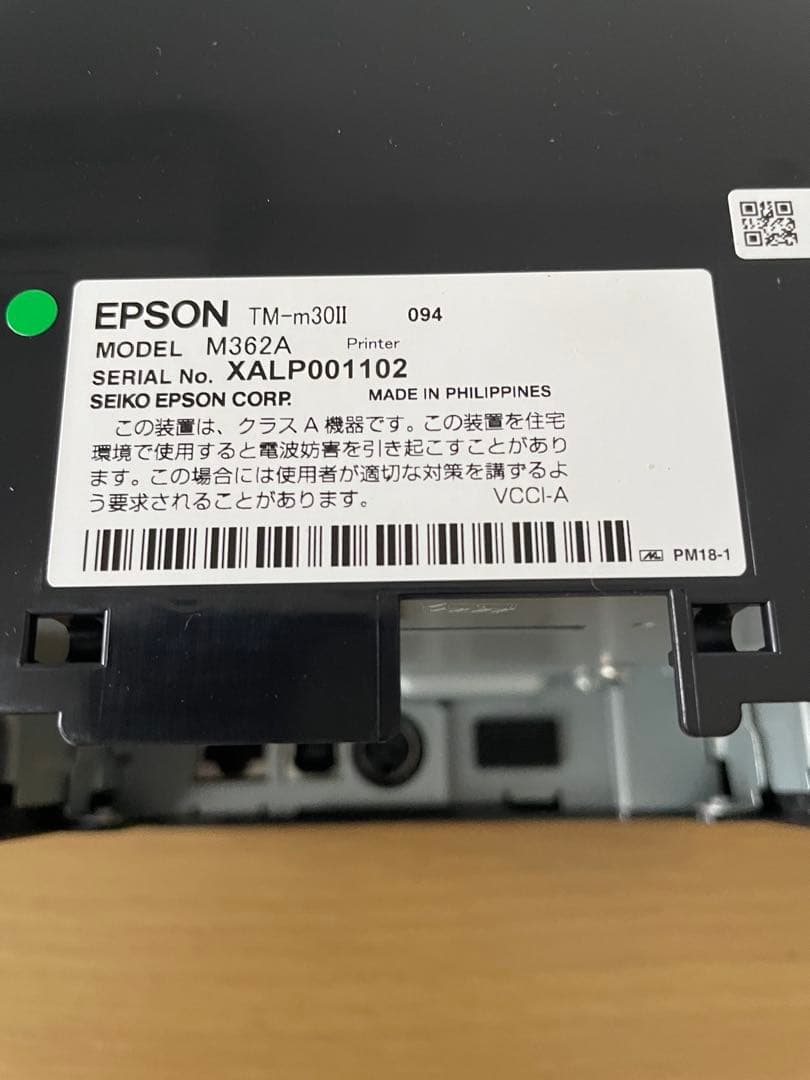 EPSON TM-m30II 094
MODEL M362A Printer
SERIAL No. XALP001102
SEIKO EPSON CORP. MADE IN PHILIPPINES
この装置は、クラスA機器です。この装置を住宅
環境で使用すると電波妨害を引き起こすことがあり
ます。この場合には使用者が適切な対策を講ずるよ
う要求されることがあります。 VCCI-A
PM18-1